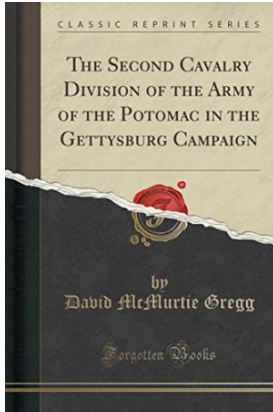 CLASSIC REPRINT SERIES
THE SECOND CAVALRY
DIVISION OF THE ARMY
OF THE POTOMAC IN THE
GETTYSBURG CAMPAIGN
by
David McMurtie Gregg
Forgotten Books